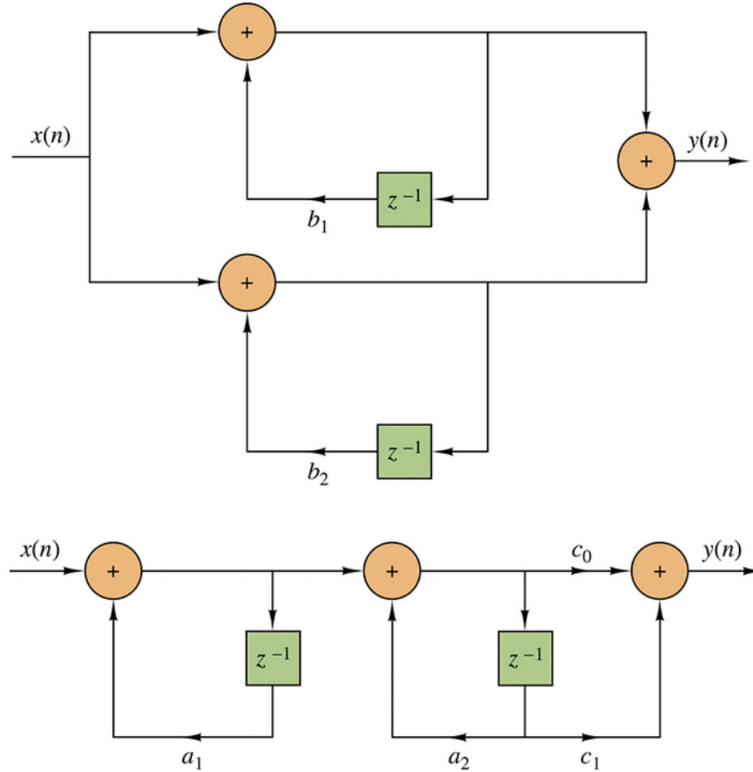 +
x(n)
y(n)
+
z⁻¹
b₁
+
z⁻¹
b₂
x(n)
c₀
y(n)
+
+
+
z⁻¹
z⁻¹
a₁
a₂
c₁